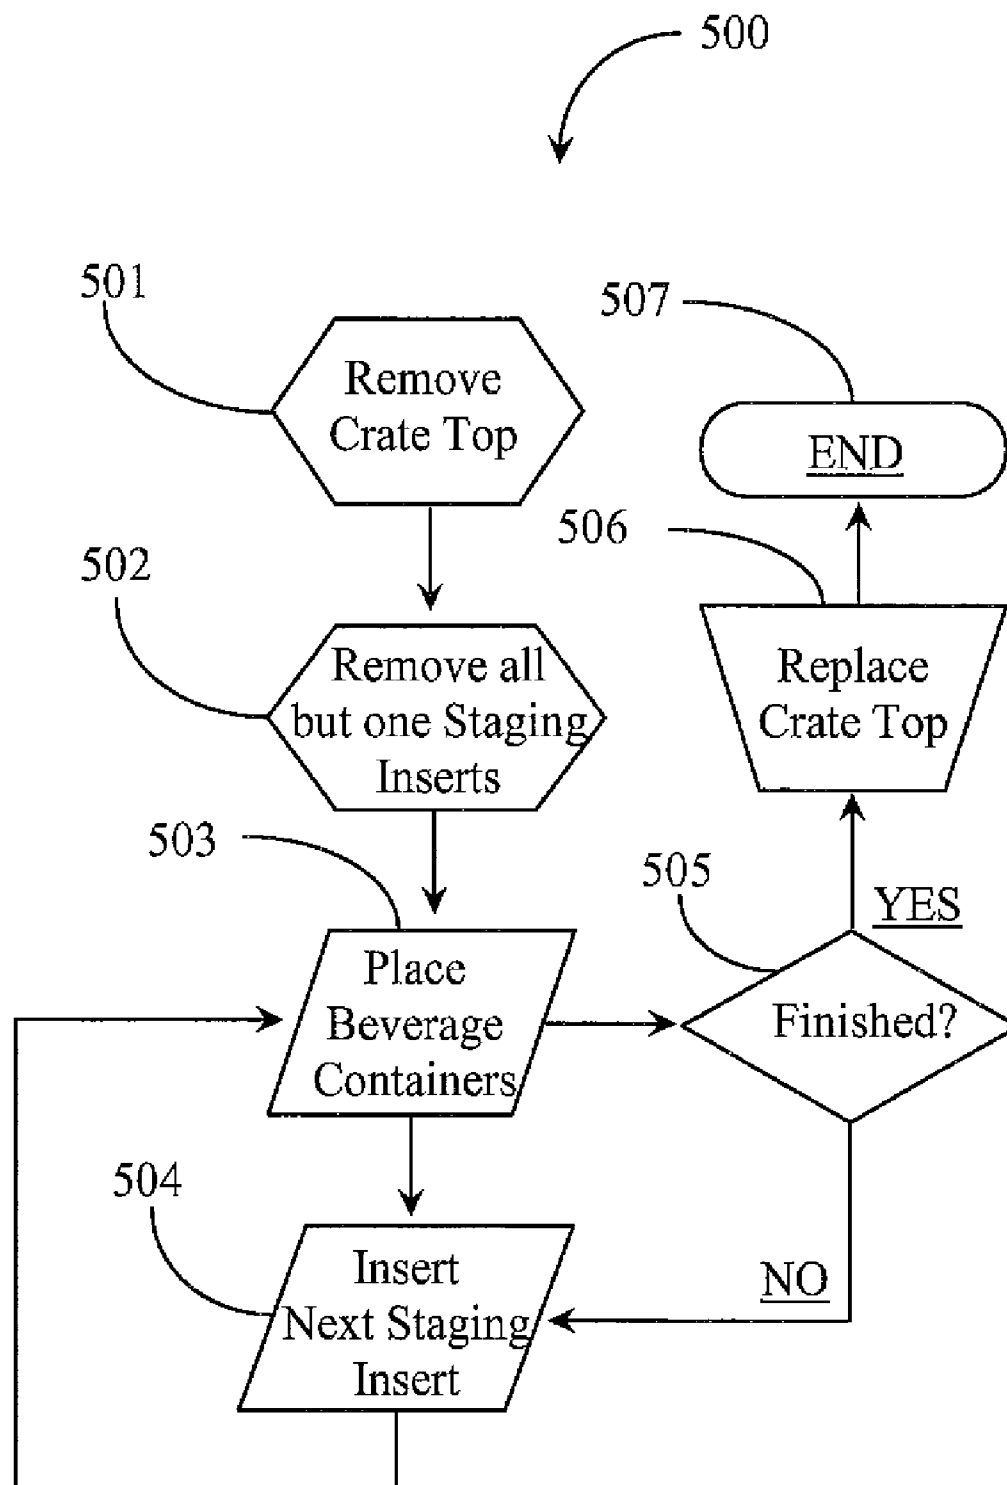 500
501
Remove
Crate Top
507
END
502
Remove all
but one Staging
Inserts
506
Replace
Crate Top
503
Place
Beverage
Containers
505
YES
Finished?
504
Insert
Next Staging
Insert
NO